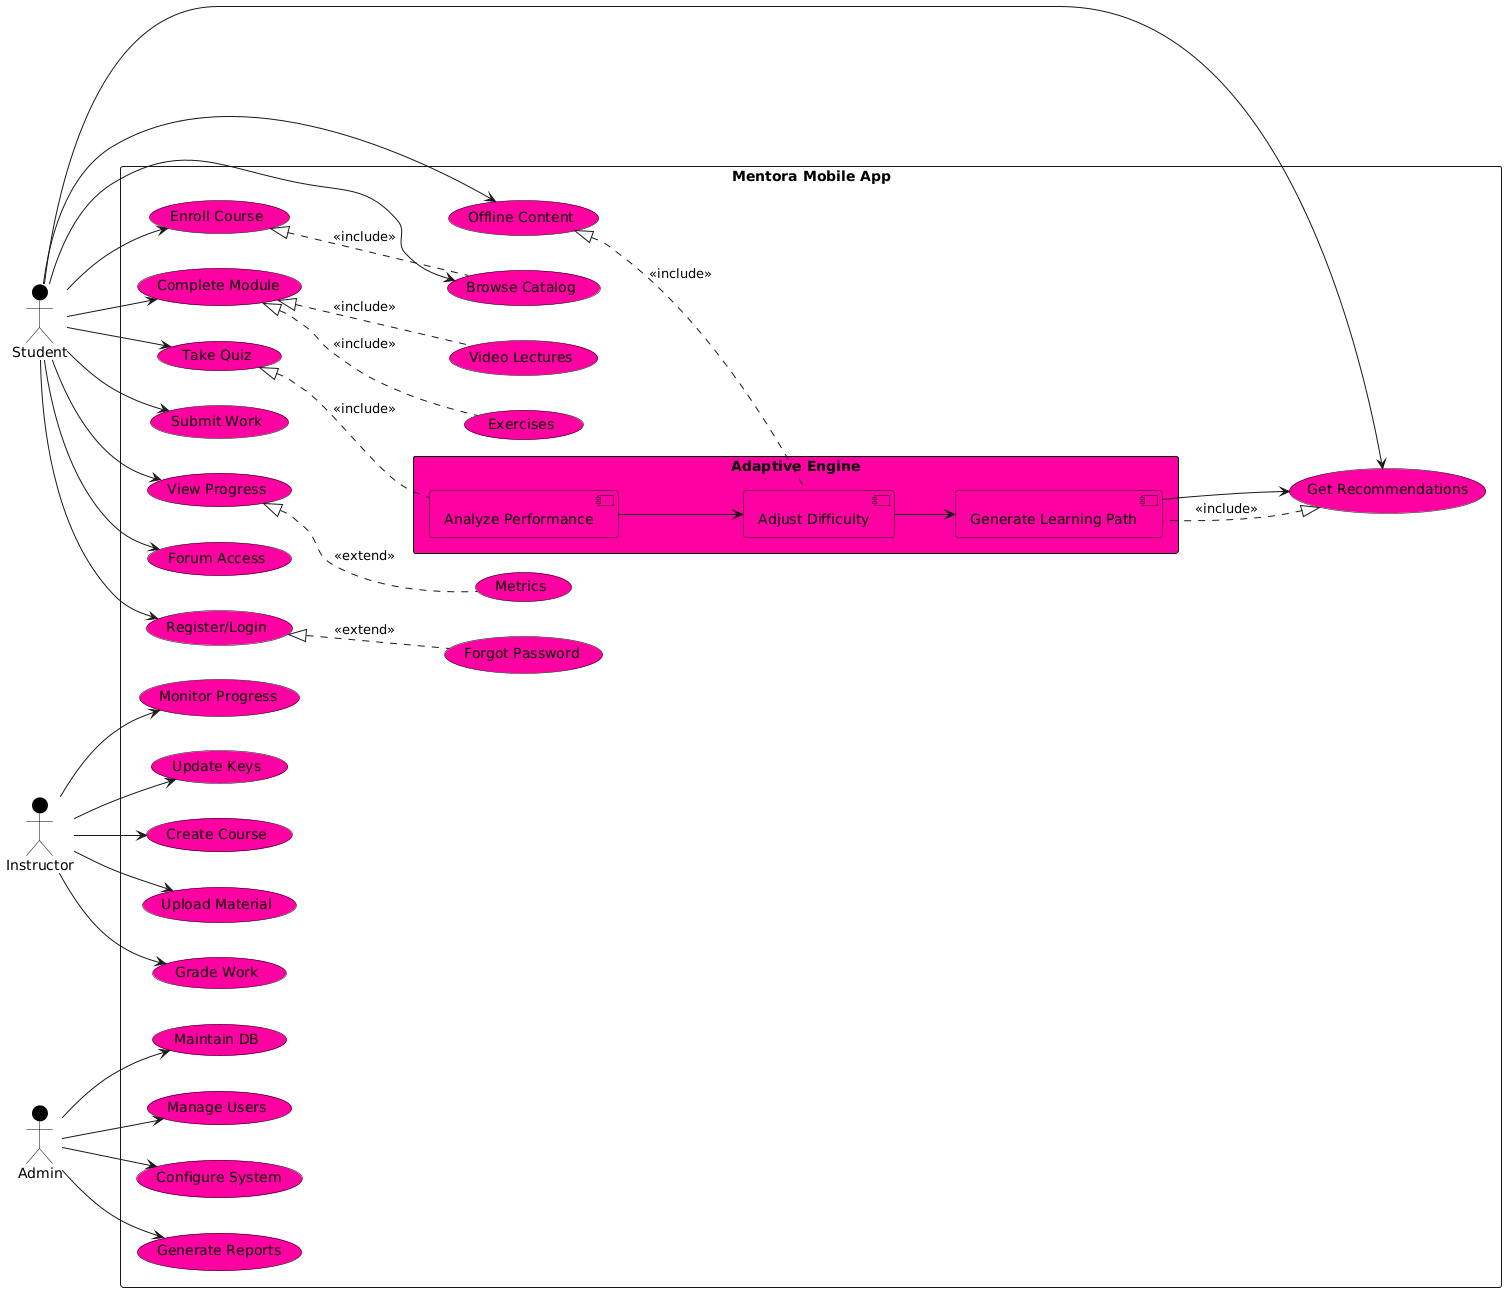 Mentora Mobile App
Enroll Course
Offline Content
«include»
«include»
Complete Module
Browse Catalog
«include»
Student
Take Quiz
«include»
Video Lectures
«include»
Submit Work
Exercises
Adaptive Engine
View Progress
Get Recommendations
Analyze Performance
Adjust Difficulty
Generate Learning Path
«include»
Forum Access
«extend»
Metrics
Register/Login
«extend»
Forgot Password
Monitor Progress
Update Keys
Create Course
Instructor
Upload Material
Grade Work
Maintain DB
Manage Users
Admin
Configure System
Generate Reports